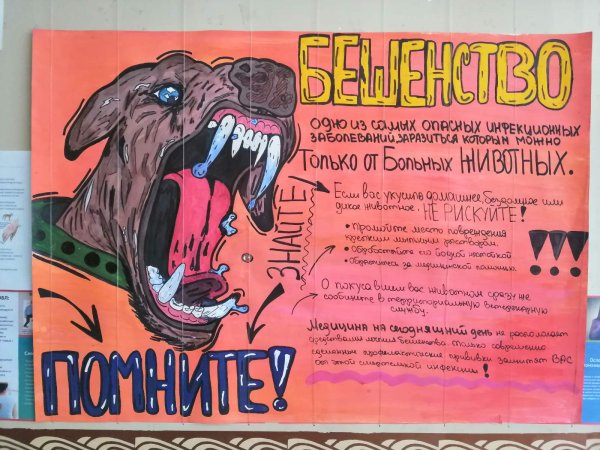 БЕШЕНСТВО
ОДНО ИЗ САМЫХ ОПАСНЫХ ИНФЕКЦИОННЫХ
ЗАБОЛЕВАНИЙ, ЗАРАЗИТЬСЯ КОТОРЫМ МОЖНО
Только от Больных ЖИВОТНЫХ.
ЗНАЙТЕ
Если вас укусило домашнее, бездомное или
дикое животное. НЕ РИСКУЙТЕ!
• Промойте место повреждения
крепким мыльным раствором.
• Обработайте его йодной настойкой
• Обратитесь за медицинской помощью.
!!!
О покусавшем вас животном сразу же
сообщите в территориальную ветеринарную
службу.
Медицина на сегодняшний день не располагает
средствами лечения бешенства. Только своевременно
сделанные профилактические прививки защитят ВАС
от этой смертельной инфекции!
ПОМНИТЕ!